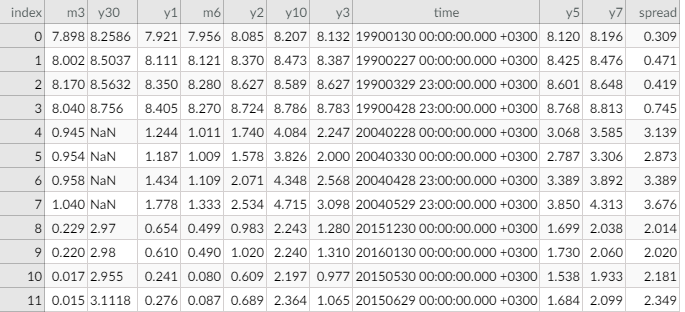 index m3 y30 y1 m6 y2 y10 y3 time y5 y7 spread
0 7.898 8.2586 7.921 7.956 8.085 8.207 8.132 19900130 00:00:00.000 +0300 8.120 8.196 0.309
1 8.002 8.5037 8.111 8.121 8.370 8.473 8.387 19900227 00:00:00.000 +0300 8.425 8.476 0.471
2 8.170 8.5632 8.350 8.280 8.627 8.589 8.627 19900329 23:00:00.000 +0300 8.601 8.648 0.419
3 8.040 8.756 8.405 8.270 8.724 8.786 8.783 19900428 23:00:00.000 +0300 8.768 8.813 0.745
4 0.945 NaN 1.244 1.011 1.740 4.084 2.247 20040228 00:00:00.000 +0300 3.068 3.585 3.139
5 0.954 NaN 1.187 1.009 1.578 3.826 2.000 20040330 00:00:00.000 +0300 2.787 3.306 2.873
6 0.958 NaN 1.434 1.109 2.071 4.348 2.568 20040428 23:00:00.000 +0300 3.389 3.892 3.389
7 1.040 NaN 1.778 1.333 2.534 4.715 3.098 20040529 23:00:00.000 +0300 3.850 4.313 3.676
8 0.229 2.97 0.654 0.499 0.983 2.243 1.280 20151230 00:00:00.000 +0300 1.699 2.038 2.014
9 0.220 2.98 0.610 0.490 1.020 2.240 1.310 20160130 00:00:00.000 +0300 1.730 2.060 2.020
10 0.017 2.955 0.241 0.080 0.609 2.197 0.977 20150530 00:00:00.000 +0300 1.538 1.933 2.181
11 0.015 3.1118 0.276 0.087 0.689 2.364 1.065 20150629 00:00:00.000 +0300 1.684 2.099 2.349